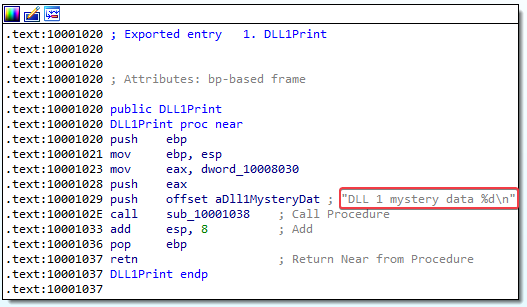 .text:10001020 ; Exported entry   1. DLL1Print
.text:10001020
.text:10001020
.text:10001020 ; Attributes: bp-based frame
.text:10001020
.text:10001020 public DLL1Print
.text:10001020 DLL1Print proc near
.text:10001020 push    ebp
.text:10001021 mov     ebp, esp
.text:10001023 mov     eax, dword_10008030
.text:10001028 push    eax
.text:10001029 push    offset aDll1MysteryDat ; "DLL 1 mystery data %d\n"
.text:1000102E call    sub_10001038    ; Call Procedure
.text:10001033 add     esp, 8          ; Add
.text:10001036 pop     ebp
.text:10001037 retn                    ; Return Near from Procedure
.text:10001037 DLL1Print endp
.text:10001037